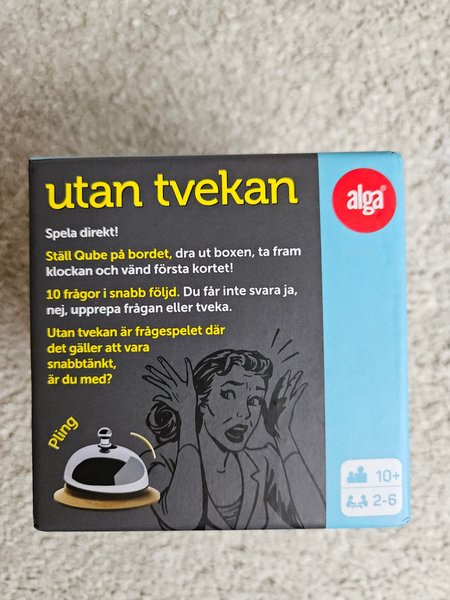 utan tvekan
alga®
Spela direkt!
Ställ Qube på bordet, dra ut boxen, ta fram
klockan och vänd första kortet!
10 frågor i snabb följd. Du får inte svara ja,
nej, upprepa frågan eller tveka.
Utan tvekan är frågespelet där
det gäller att vara
snabbtänkt,
är du med?
Pling
10+
2-6